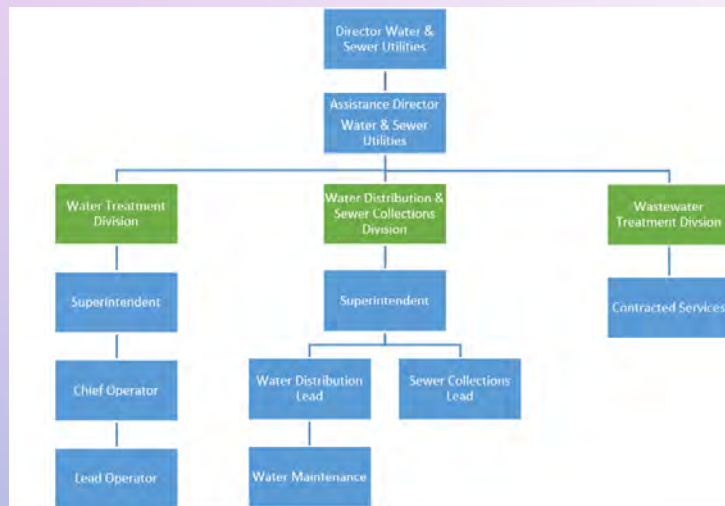 Director Water &
Sewer Utilities
Assistance Director
Water & Sewer
Utilities
Water Treatment
Division
Water Distribution &
Sewer Collections
Division
Wastewater
Treatment Divsion
Superintendent
Superintendent
Contracted Services
Chief Operator
Water Distribution
Lead
Sewer Collections
Lead
Lead Operator
Water Maintenance